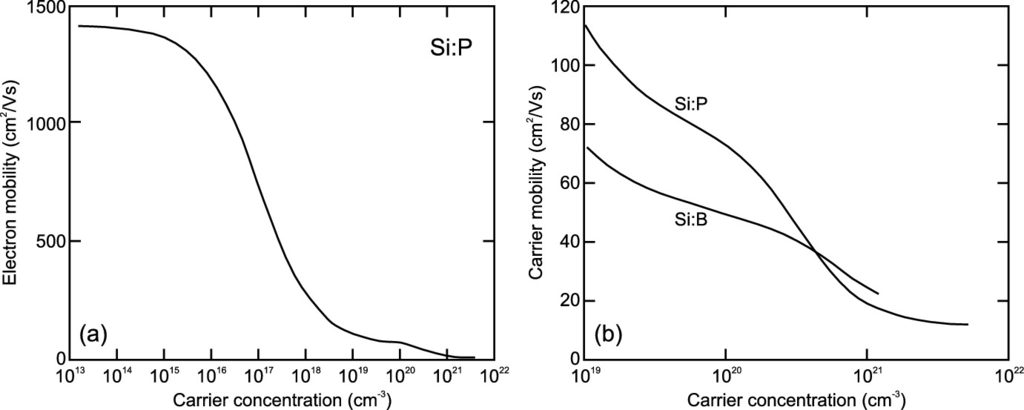 1500
1000
500
0
Electron mobility (cm²/Vs)
Si:P
(a)
10¹³ 10¹⁴ 10¹⁵ 10¹⁶ 10¹⁷ 10¹⁸ 10¹⁹ 10²⁰ 10²¹ 10²²
Carrier concentration (cm⁻³)
120
100
80
60
40
20
0
Carrier mobility (cm²/Vs)
Si:P
Si:B
(b)
10¹⁹ 10²⁰ 10²¹ 10²²
Carrier concentration (cm⁻³)